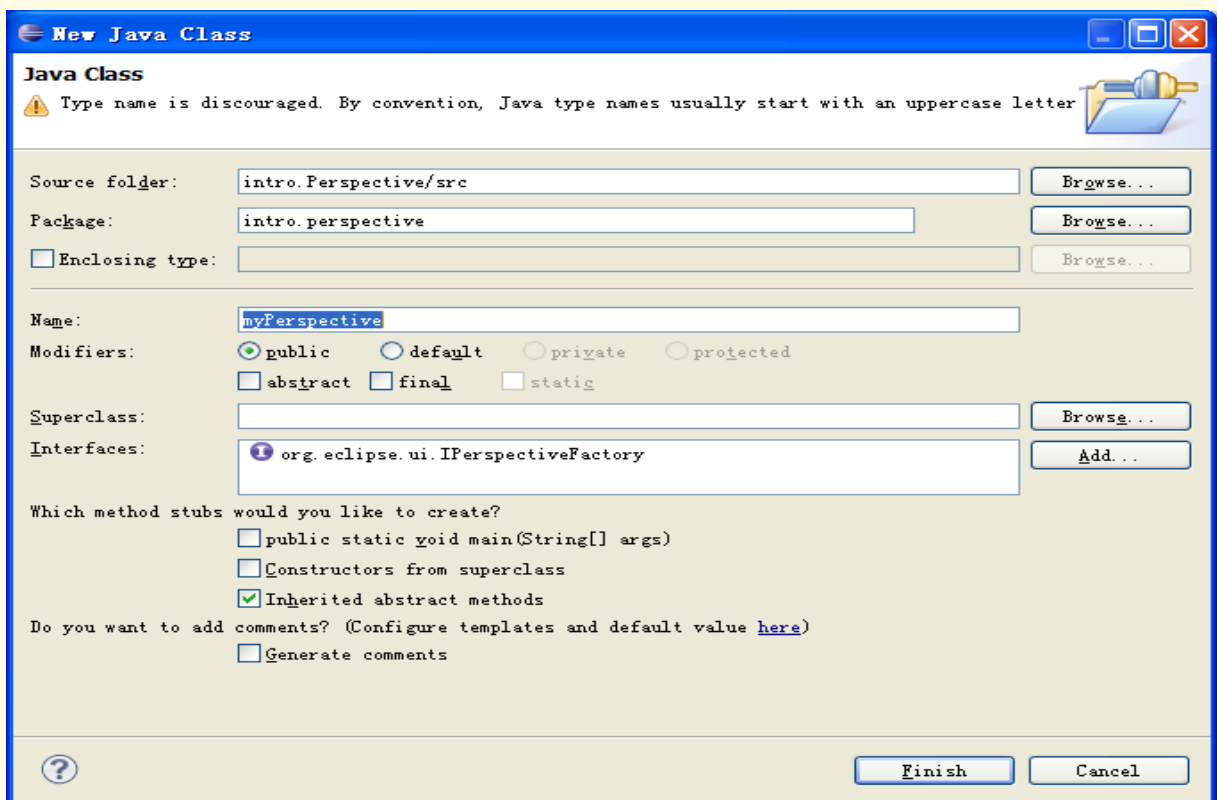 New Java Class
Java Class
Type name is discouraged. By convention, Java type names usually start with an uppercase letter
Source folder: intro.Perspective/src Browse...
Package: intro.perspective Browse...
Enclosing type: Browse...
Name: myPerspective
Modifiers: public default private protected
abstract final static
Superclass: Browse...
Interfaces: I org.eclipse.ui.IPerspectiveFactory Add...
Which method stubs would you like to create?
public static void main(String[] args)
Constructors from superclass
Inherited abstract methods
Do you want to add comments? (Configure templates and default value here)
Generate comments
? Finish Cancel